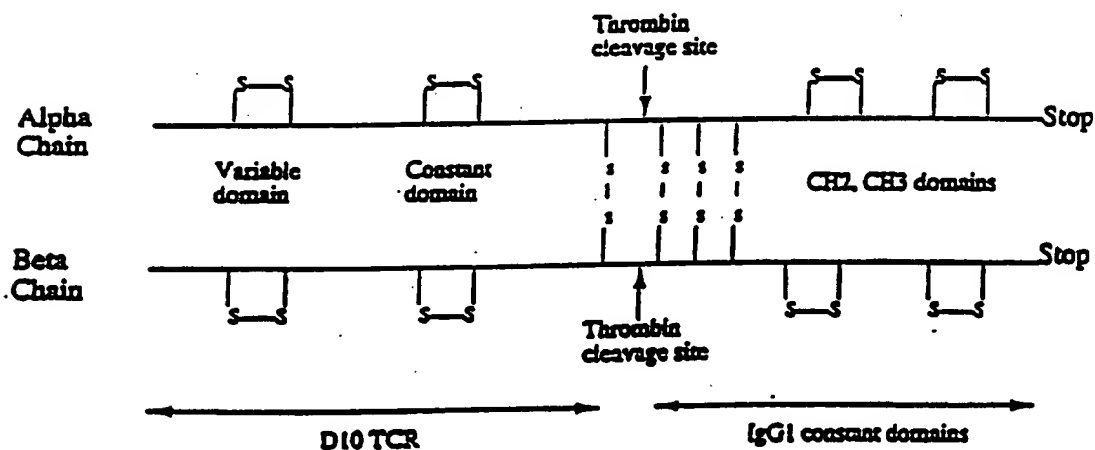 Thrombin
cleavage site
S S
S S
S S
S S
Alpha
Chain
Stop
Variable
domain
Constant
domain
s s s s
CH2, CH3 domains
s s s s
Beta
Chain
Stop
S S
S S
S S
S S
Thrombin
cleavage site
D10 TCR
IgG1 constant domains